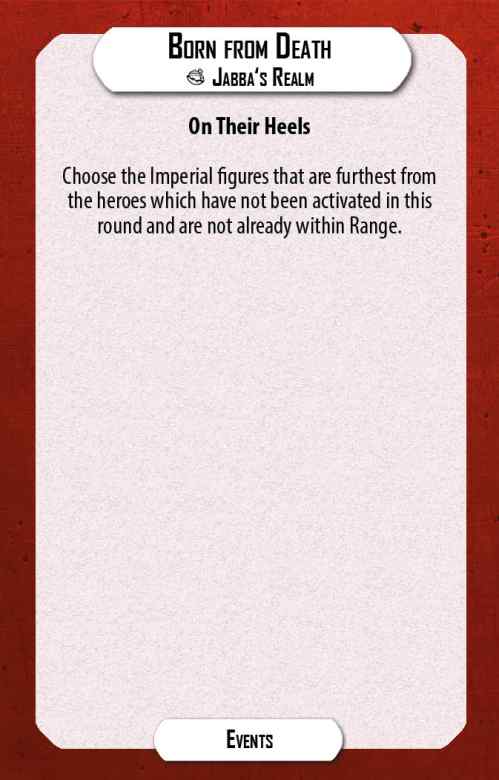 Born from Death
Jabba's Realm
On Their Heels
Choose the Imperial figures that are furthest from
the heroes which have not been activated in this
round and are not already within Range.
Events